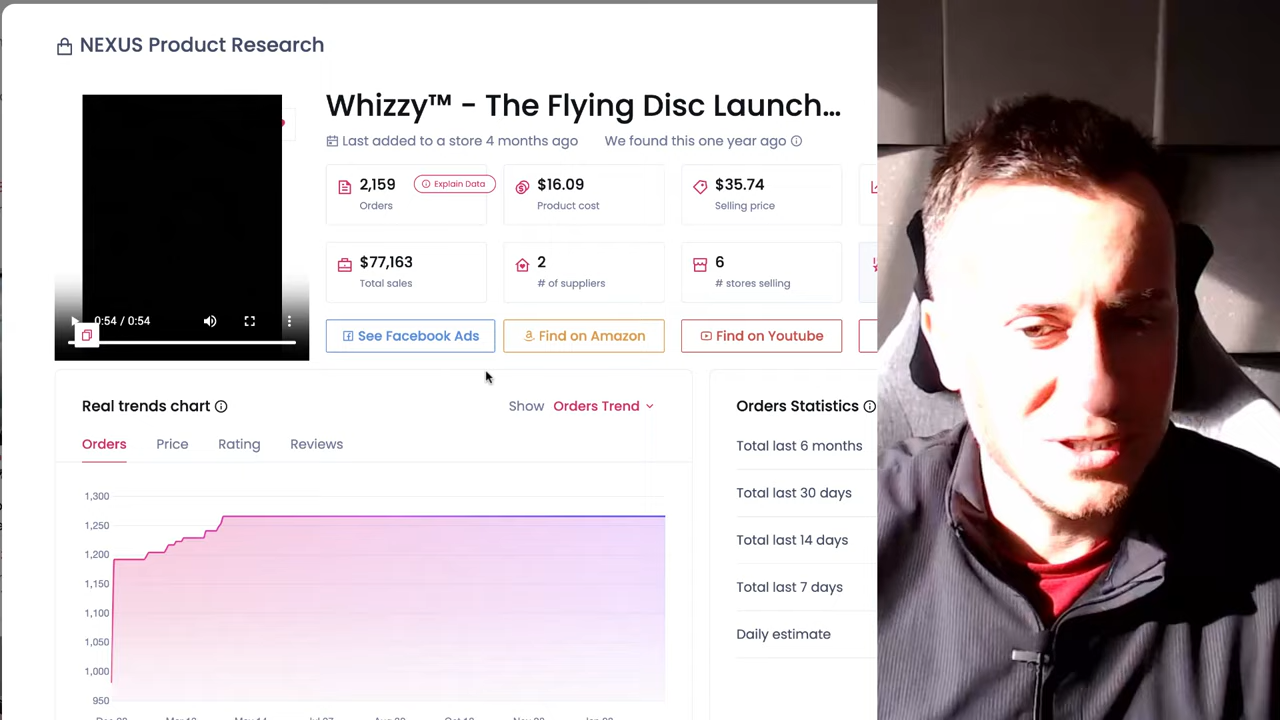 NEXUS Product Research
Whizzy™ - The Flying Disc Launch...
Last added to a store 4 months ago
We found this one year ago
2,159
Explain Data
Orders
$16.09
Product cost
$35.74
Selling price
$77,163
Total sales
2
# of suppliers
6
# stores selling
0:54 / 0:54
See Facebook Ads
Find on Amazon
Find on Youtube
Real trends chart
Show Orders Trend
Orders Price Rating Reviews
1,300
1,250
1,200
1,150
1,100
1,050
1,000
950
Orders Statistics
Total last 6 months
Total last 30 days
Total last 14 days
Total last 7 days
Daily estimate